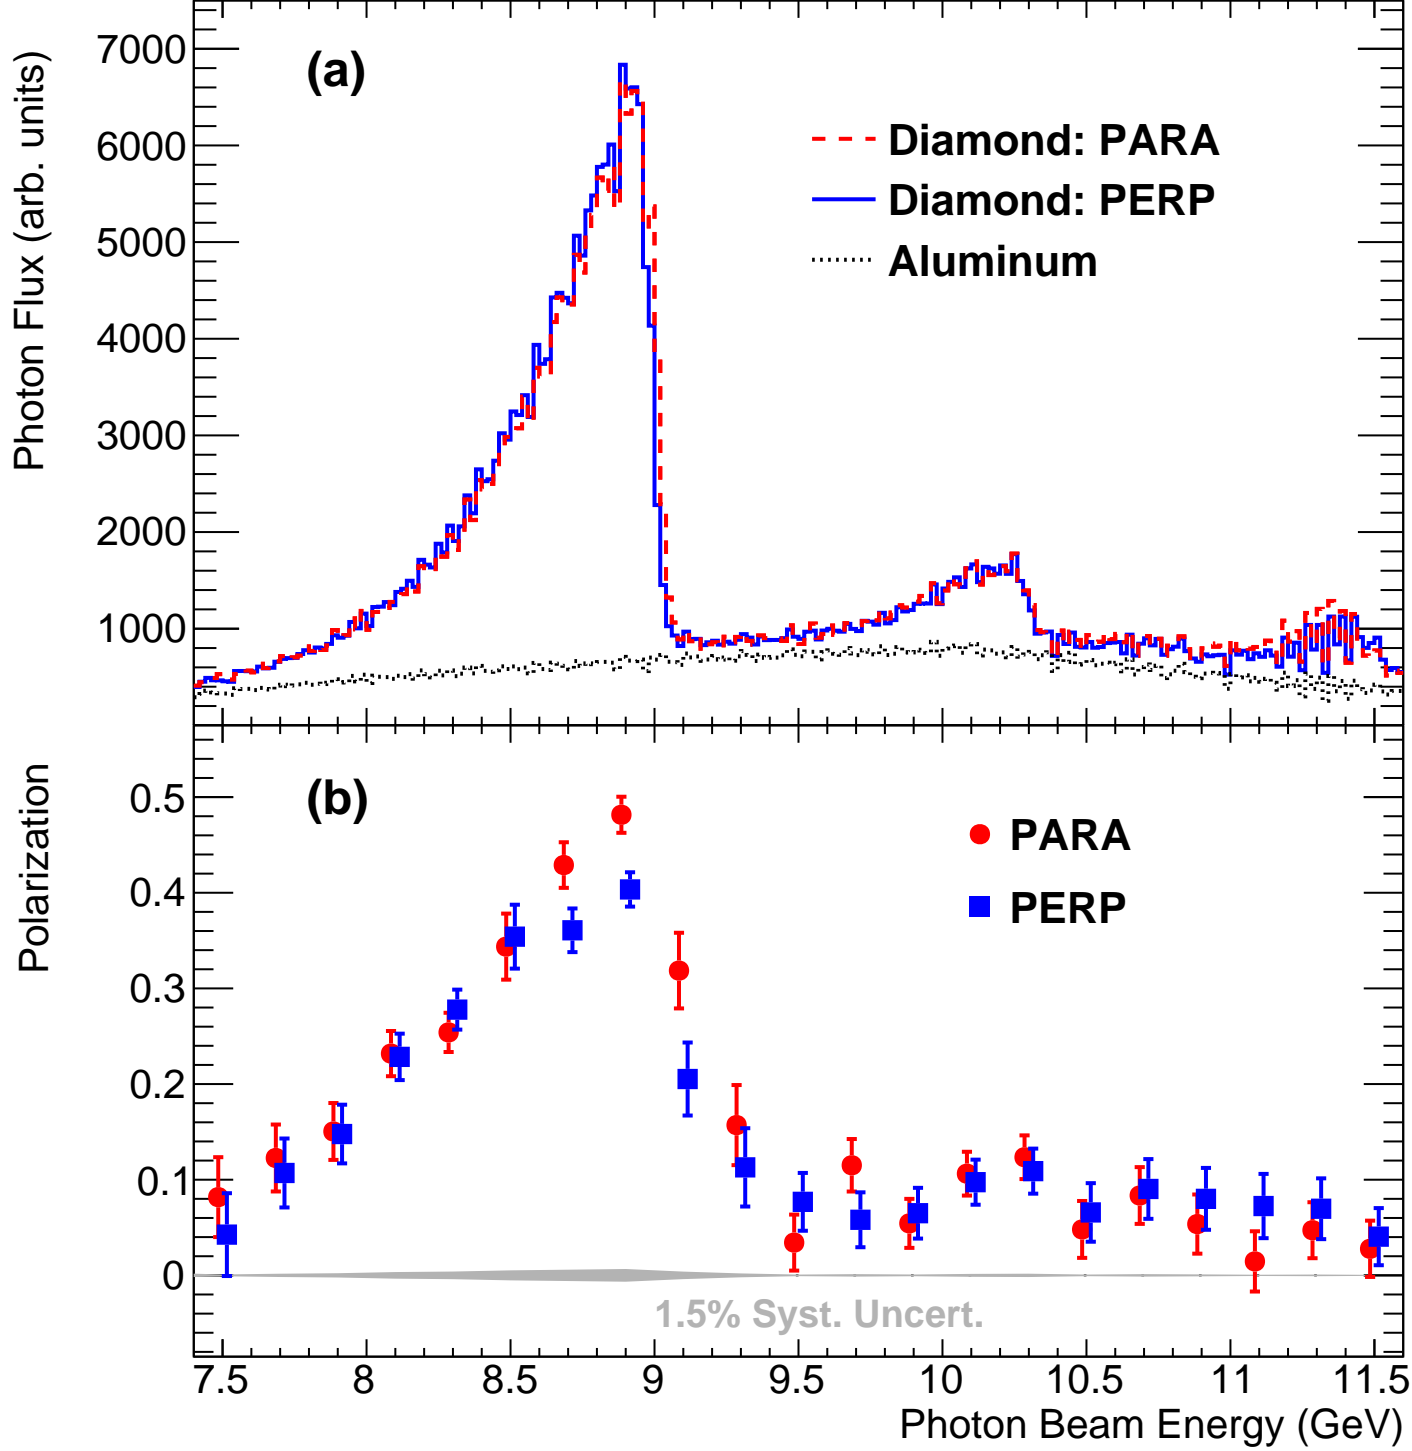 (a)
Photon Flux (arb. units)
7000
6000
5000
4000
3000
2000
1000
Diamond: PARA
Diamond: PERP
Aluminum
(b)
Polarization
0.5
0.4
0.3
0.2
0.1
0
PARA
PERP
1.5% Syst. Uncert.
7.5 8 8.5 9 9.5 10 10.5 11 11.5
Photon Beam Energy (GeV)